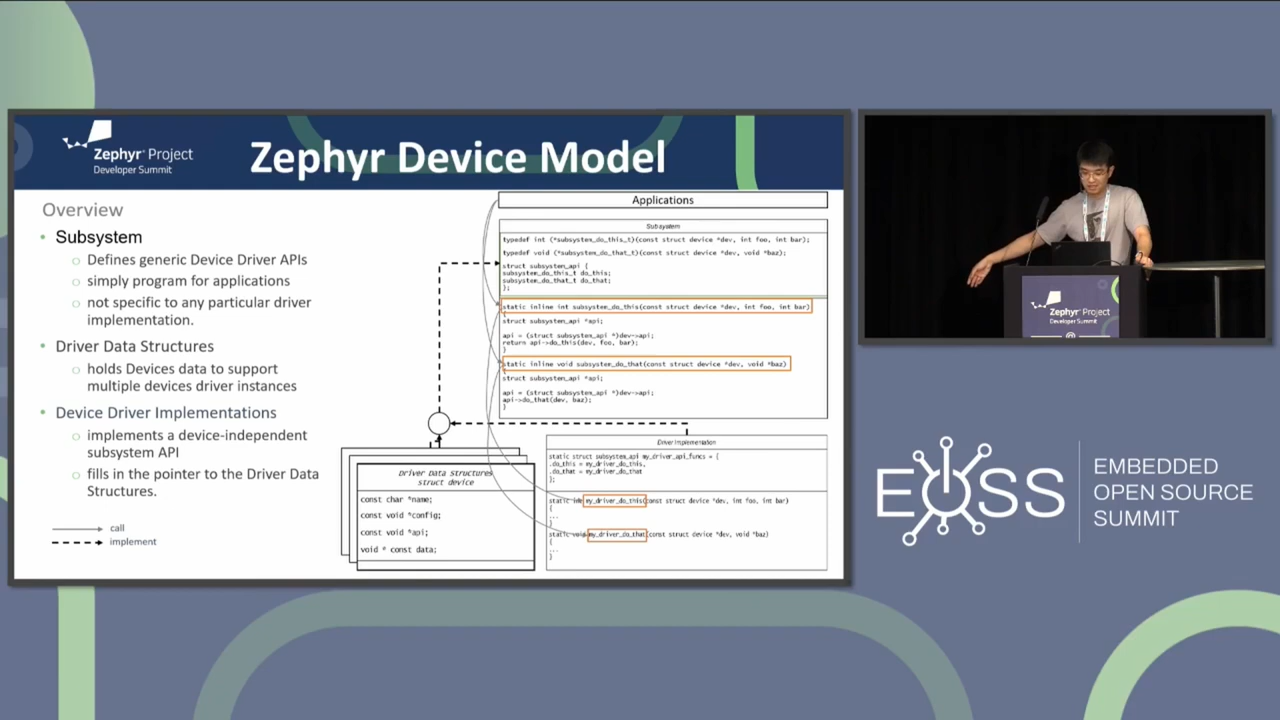 Zephyr® Project
Developer Summit
Zephyr Device Model
Overview
• Subsystem
Defines generic Device Driver APIs
simply program for applications
not specific to any particular driver
implementation.
• Driver Data Structures
holds Devices data to support
multiple devices driver instances
• Device Driver Implementations
implements a device-independent
subsystem API
fills in the pointer to the Driver Data
Structures.
call
implement
Applications
Subsystem
typedef int (*subsystem_do_this_t)(const struct device *dev, int foo, int bar);
typedef void (*subsystem_do_that_t)(const struct device *dev, void *baz);
struct subsystem_api {
subsystem_do_this_t do_this;
subsystem_do_that_t do_that;
};
static inline int subsystem_do_this(const struct device *dev, int foo, int bar)
{
struct subsystem_api *api;
api = (struct subsystem_api *)dev->api;
return api->do_this(dev, foo, bar);
}
static inline void subsystem_do_that(const struct device *dev, void *baz)
{
struct subsystem_api *api;
api = (struct subsystem_api *)dev->api;
api->do_that(dev, baz);
}
Driver Data Structures
struct device
const char *name;
const void *config;
const void *api;
void * const data;
Driver Implementation
static struct subsystem_api my_driver_api_funcs = {
.do_this = my_driver_do_this,
.do_that = my_driver_do_that
};
static int my_driver_do_this(const struct device *dev, int foo, int bar)
{
...
}
static void my_driver_do_that(const struct device *dev, void *baz)
{
...
}
Zephyr® Project
Developer Summit
EOSS
EMBEDDED
OPEN SOURCE
SUMMIT